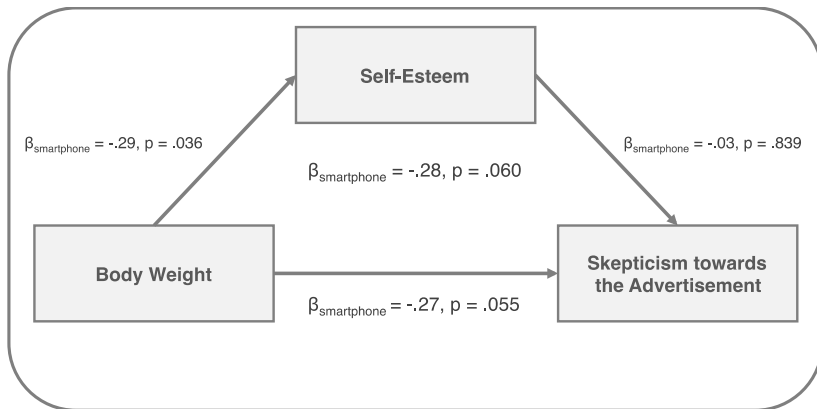 Self-Esteem
βsmartphone = -.29, p = .036
βsmartphone = -.03, p = .839
βsmartphone = -.28, p = .060
Body Weight
Skepticism towards
the Advertisement
βsmartphone = -.27, p = .055